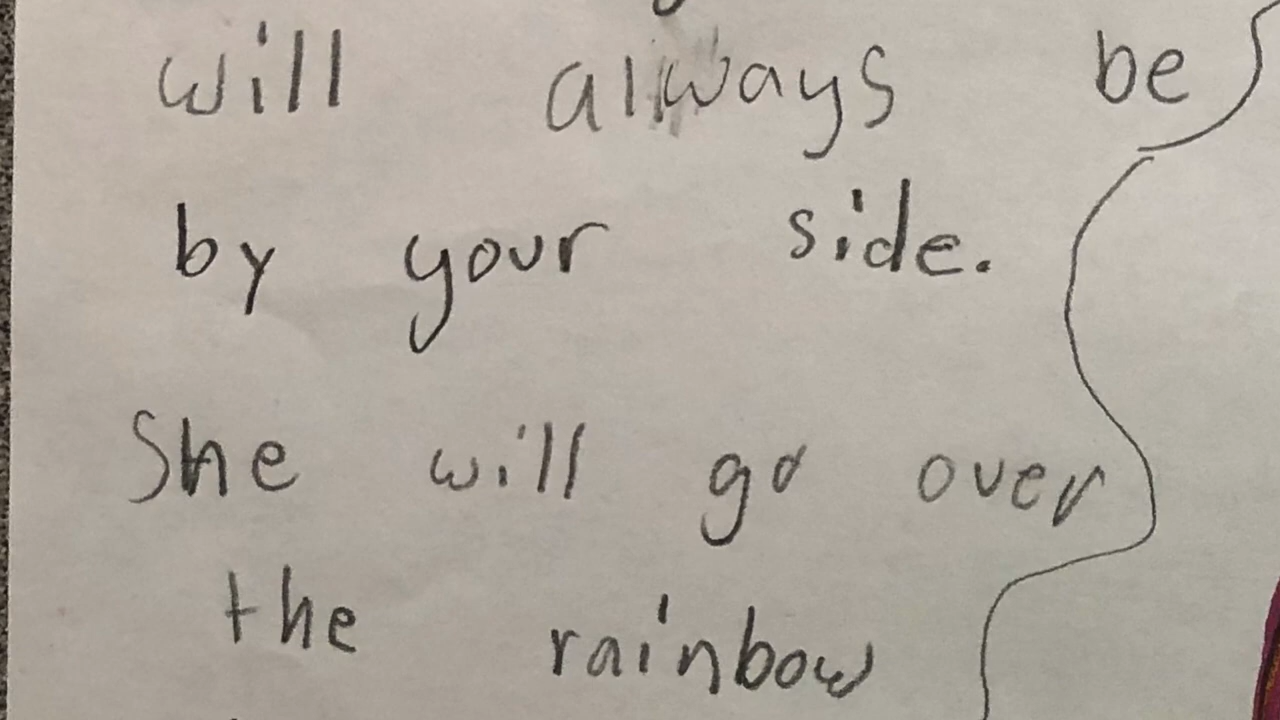 will always be
by your side.
She will go over
the rainbow